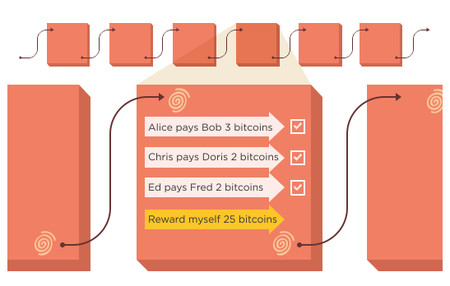 Alice pays Bob 3 bitcoins
Chris pays Doris 2 bitcoins
Ed pays Fred 2 bitcoins
Reward myself 25 bitcoins